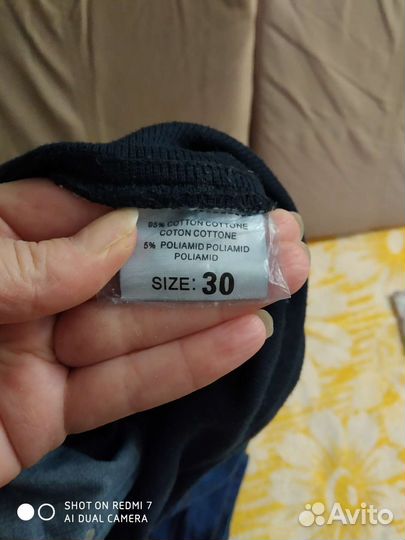 95% COTTON COTTONE
COTON COTTONE
5% POLIAMID POLIAMID
POLIAMID
SIZE: 30
SHOT ON REDMI 7
AI DUAL CAMERA
Avito